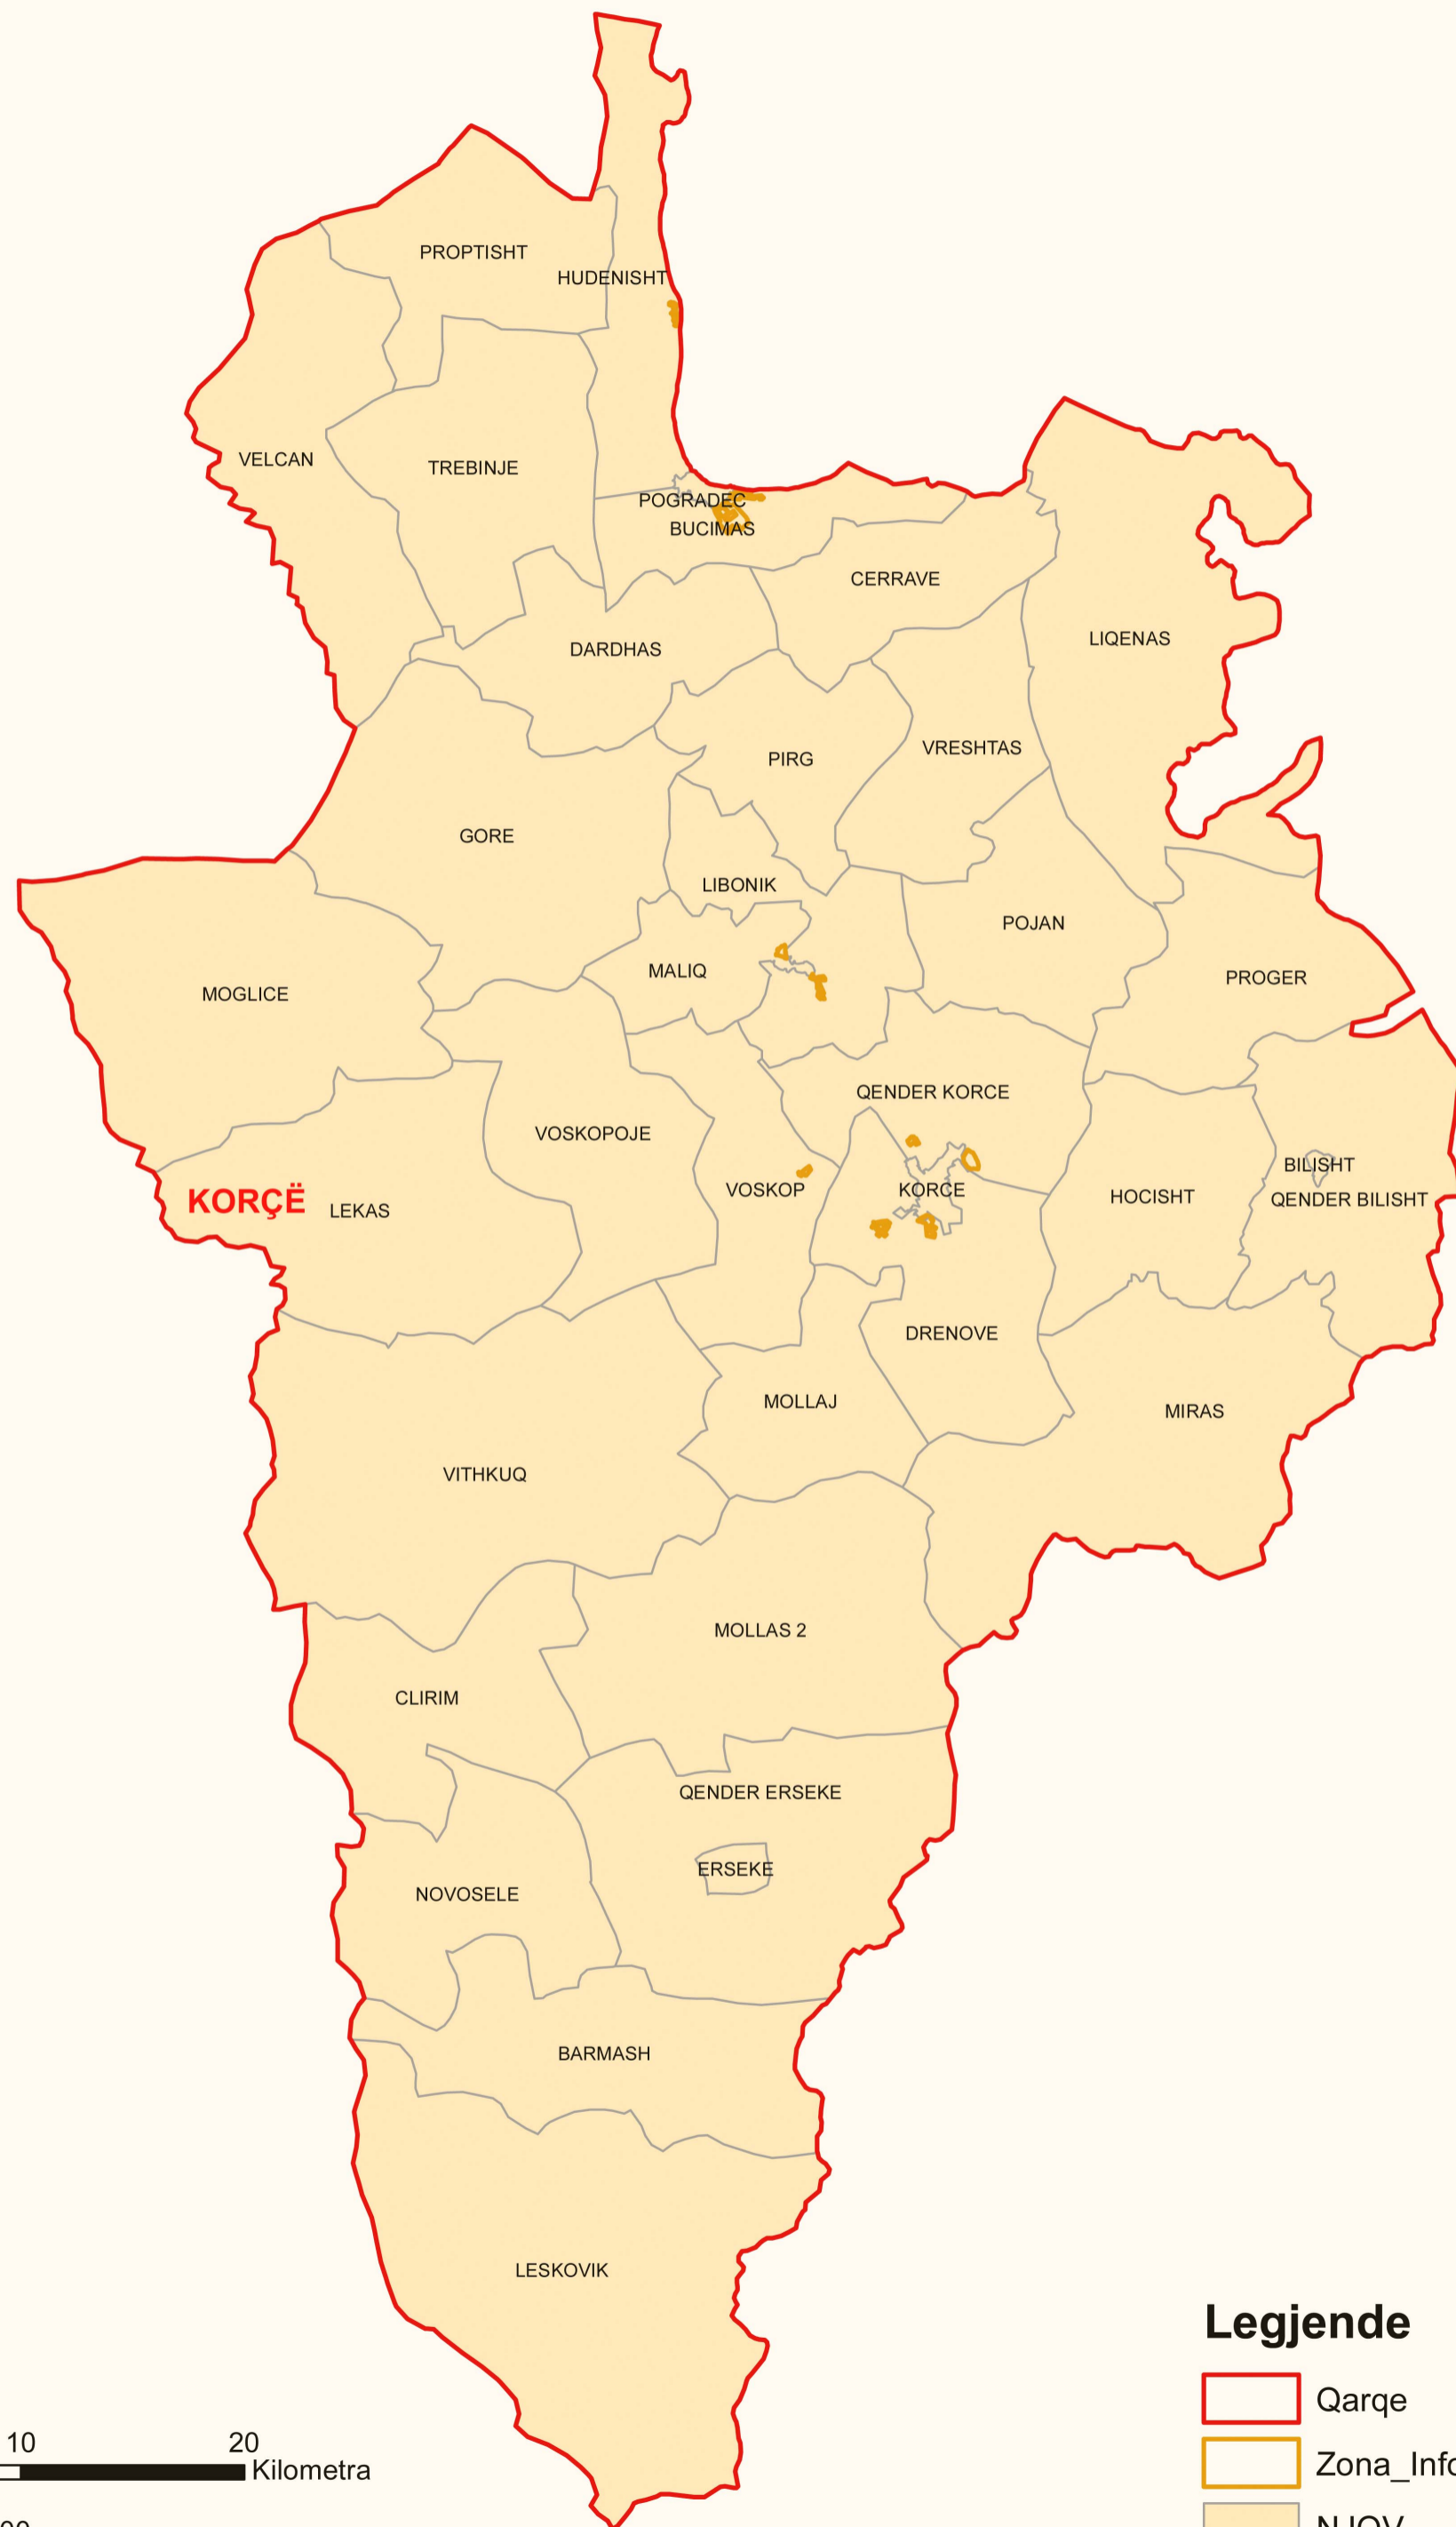 PROPTISHT
HUDENISHT
VELCAN
TREBINJE
POGRADEC
BUCIMAS
CERRAVE
LIQENAS
DARDHAS
VRESHTAS
PIRG
GORE
LIBONIK
POJAN
MALIQ
PROGER
MOGLICE
QENDER KORCE
VOSKOPOJE
BILISHT
VOSKOP
KORCE
HOCISHT
QENDER BILISHT
KORÇË
LEKAS
DRENOVE
MOLLAJ
MIRAS
VITHKUQ
MOLLAS 2
CLIRIM
QENDER ERSEKE
ERSEKE
NOVOSELE
BARMASH
LESKOVIK
Legjende
Qarqe
Zona_Info
10 20
Kilometra